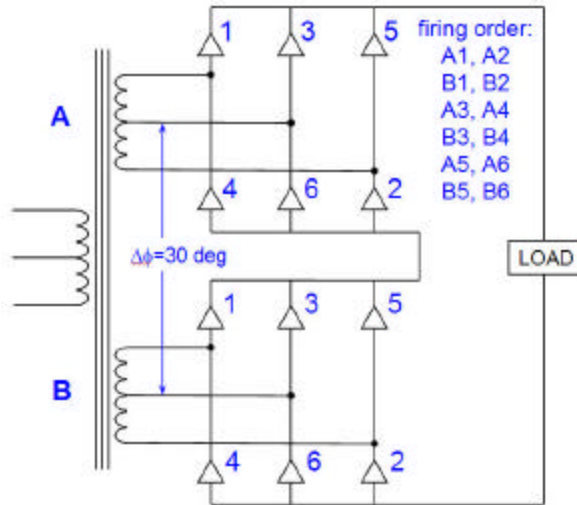 1 3 5
firing order:
A1, A2
B1, B2
A3, A4
B3, B4
A5, A6
B5, B6
A
4 6 2
Δϕ=30 deg
LOAD
1 3 5
B
4 6 2